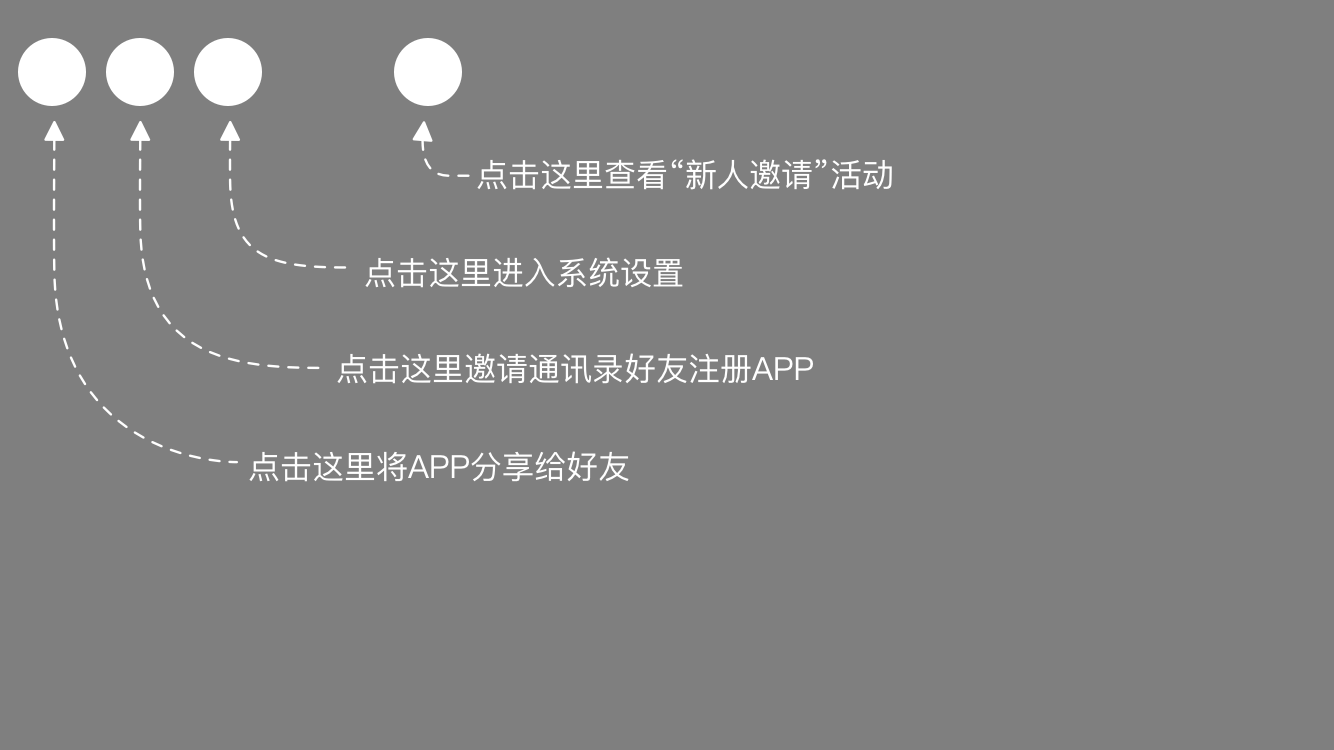 点击这里查看“新人邀请”活动
点击这里进入系统设置
点击这里邀请通讯录好友注册APP
点击这里将APP分享给好友